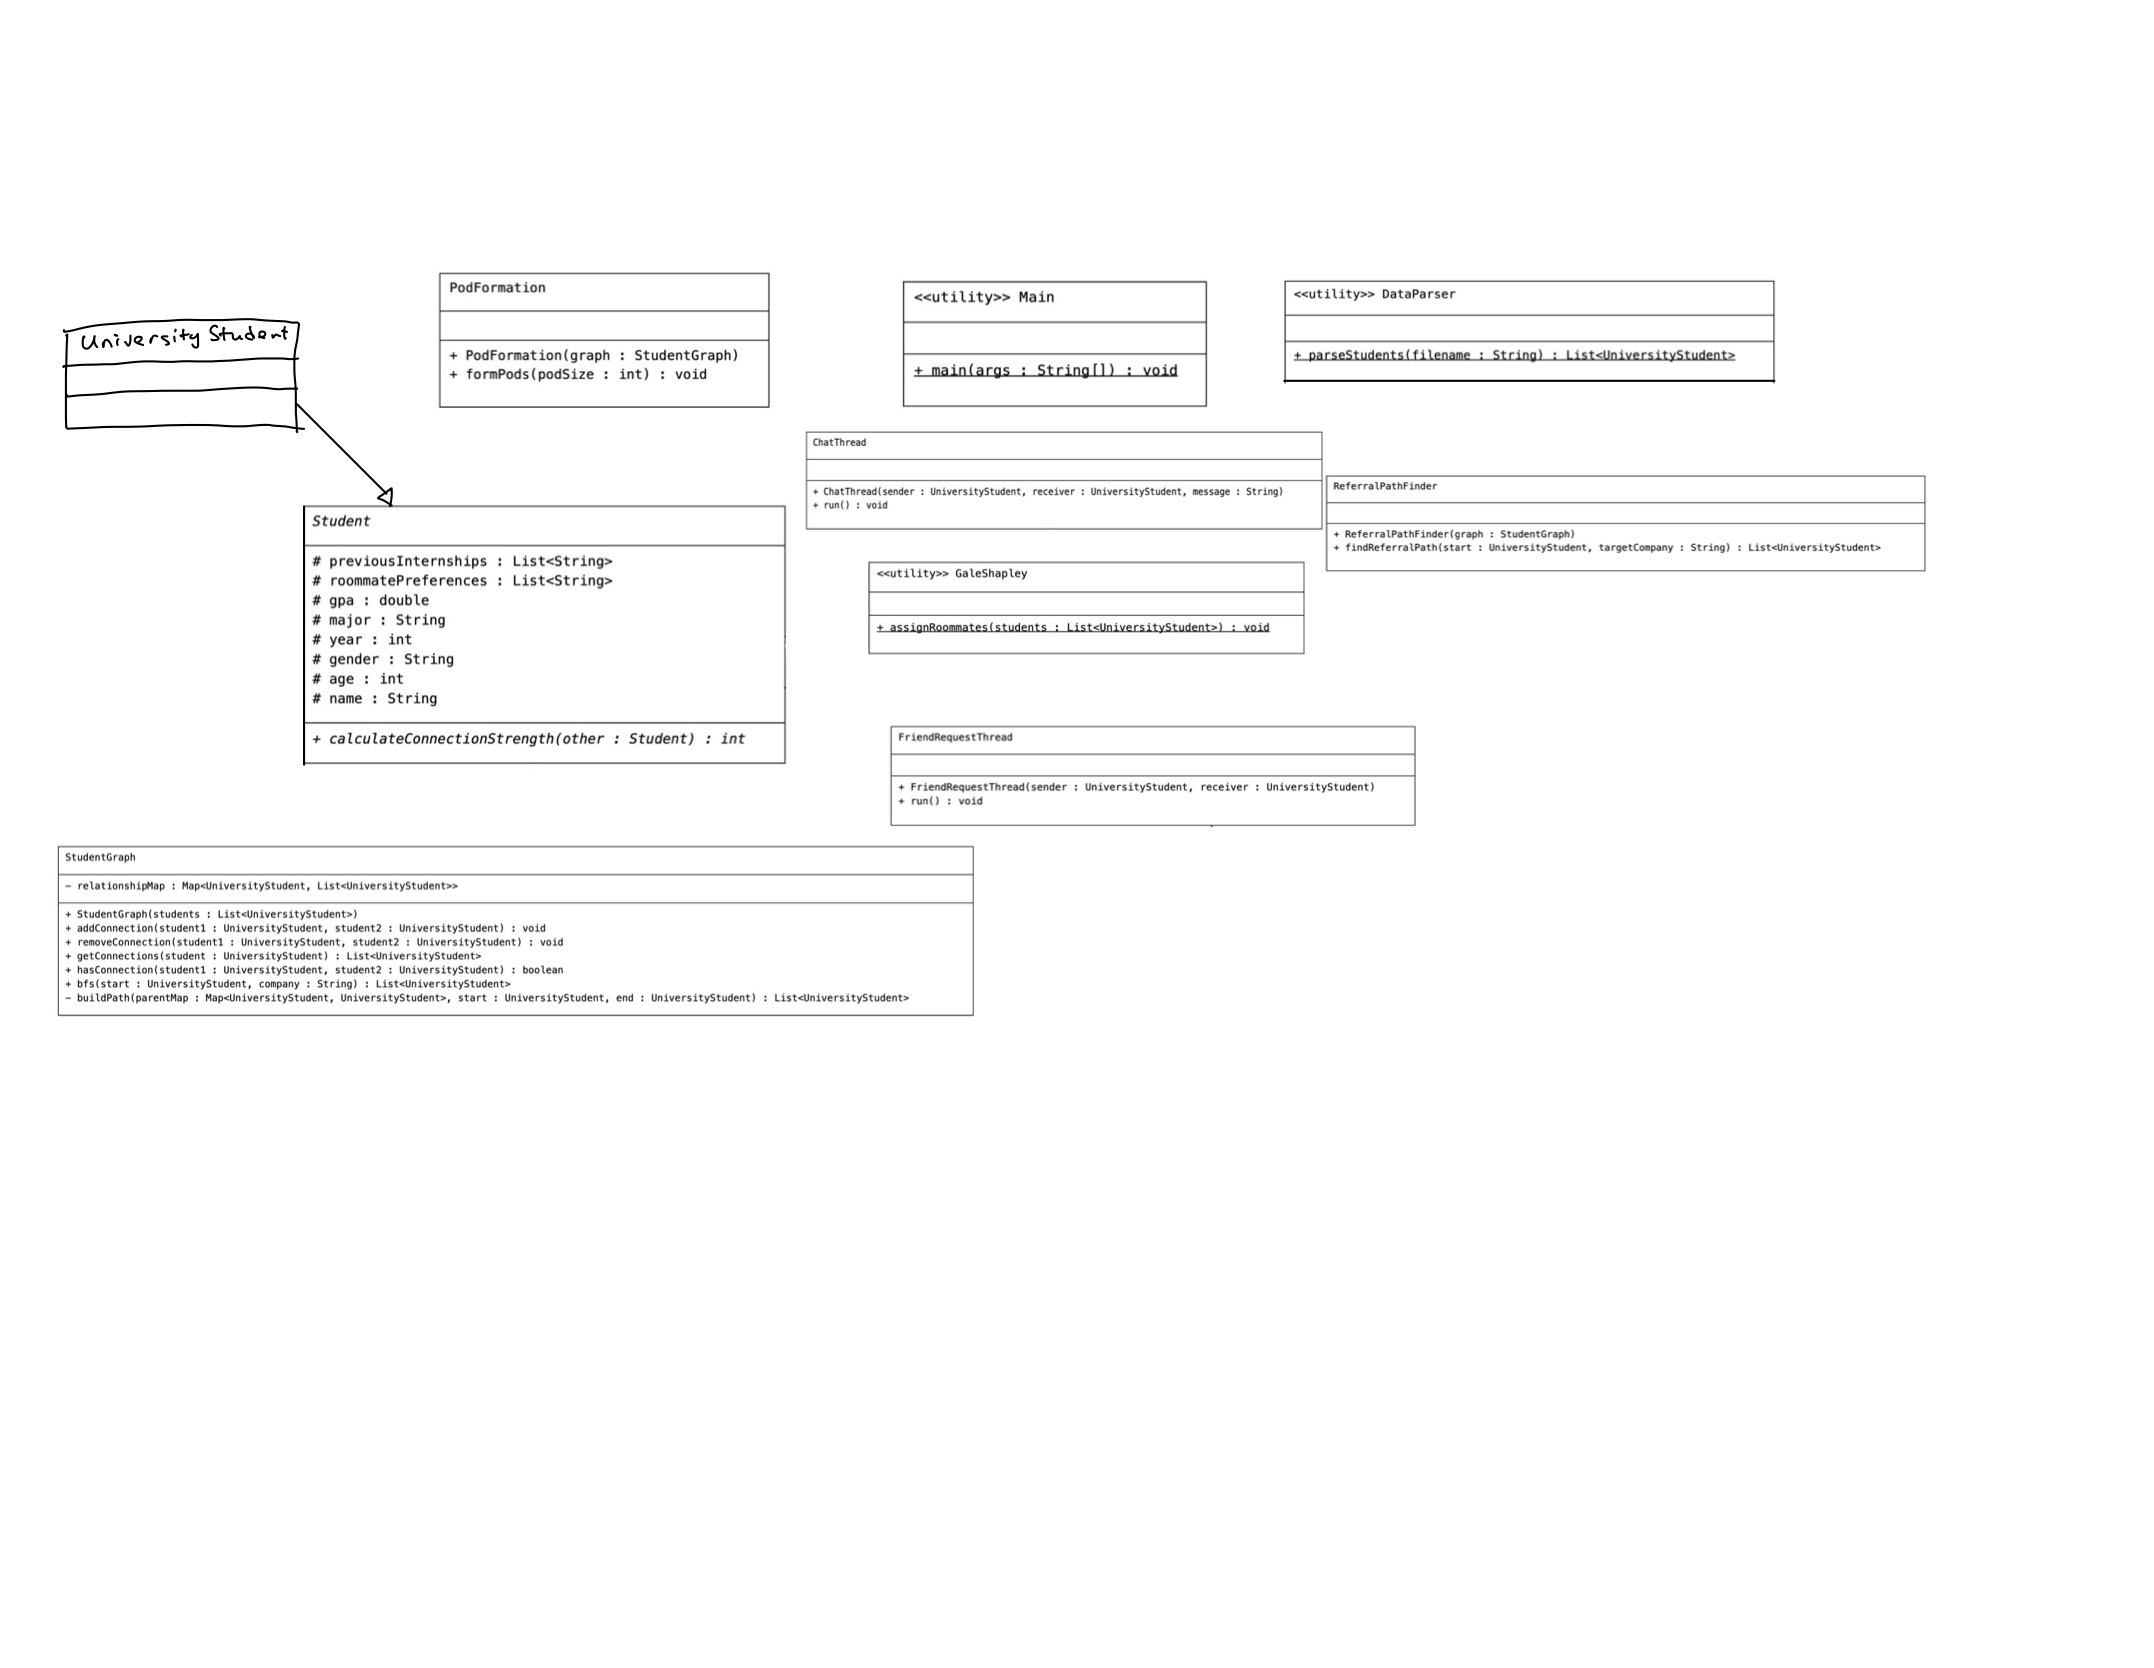 University Student
PodFormation
+ PodFormation(graph : StudentGraph)
+ formPods(podSize : int) : void
<<utility>> Main
+ main(args : String[]) : void
<<utility>> DataParser
+ parseStudents(filename : String) : List<UniversityStudent>
ChatThread
+ ChatThread(sender : UniversityStudent, receiver : UniversityStudent, message : String)
+ run() : void
ReferralPathFinder
+ ReferralPathFinder(graph : StudentGraph)
+ findReferralPath(start : UniversityStudent, targetCompany : String) : List<UniversityStudent>
Student
# previousInternships : List<String>
# roommatePreferences : List<String>
# gpa : double
# major : String
# year : int
# gender : String
# age : int
# name : String
+ calculateConnectionStrength(other : Student) : int
<<utility>> GaleShapley
+ assignRoommates(students : List<UniversityStudent>) : void
FriendRequestThread
+ FriendRequestThread(sender : UniversityStudent, receiver : UniversityStudent)
+ run() : void
StudentGraph
− relationshipMap : Map<UniversityStudent, List<UniversityStudent>>
+ StudentGraph(students : List<UniversityStudent>)
+ addConnection(student1 : UniversityStudent, student2 : UniversityStudent) : void
+ removeConnection(student1 : UniversityStudent, student2 : UniversityStudent) : void
+ getConnections(student : UniversityStudent) : List<UniversityStudent>
+ hasConnection(student1 : UniversityStudent, student2 : UniversityStudent) : boolean
+ bfs(start : UniversityStudent, company : String) : List<UniversityStudent>
− buildPath(parentMap : Map<UniversityStudent, UniversityStudent>, start : UniversityStudent, end : UniversityStudent) : List<UniversityStudent>